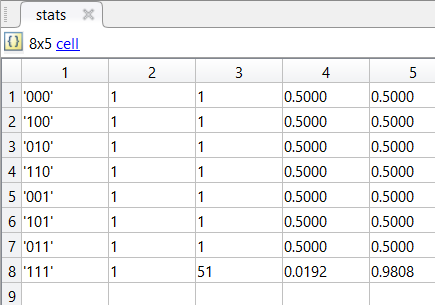 stats
{} 8x5 cell
1 2 3 4 5
1 '000' 1 1 0.5000 0.5000
2 '100' 1 1 0.5000 0.5000
3 '010' 1 1 0.5000 0.5000
4 '110' 1 1 0.5000 0.5000
5 '001' 1 1 0.5000 0.5000
6 '101' 1 1 0.5000 0.5000
7 '011' 1 1 0.5000 0.5000
8 '111' 1 51 0.0192 0.9808
9